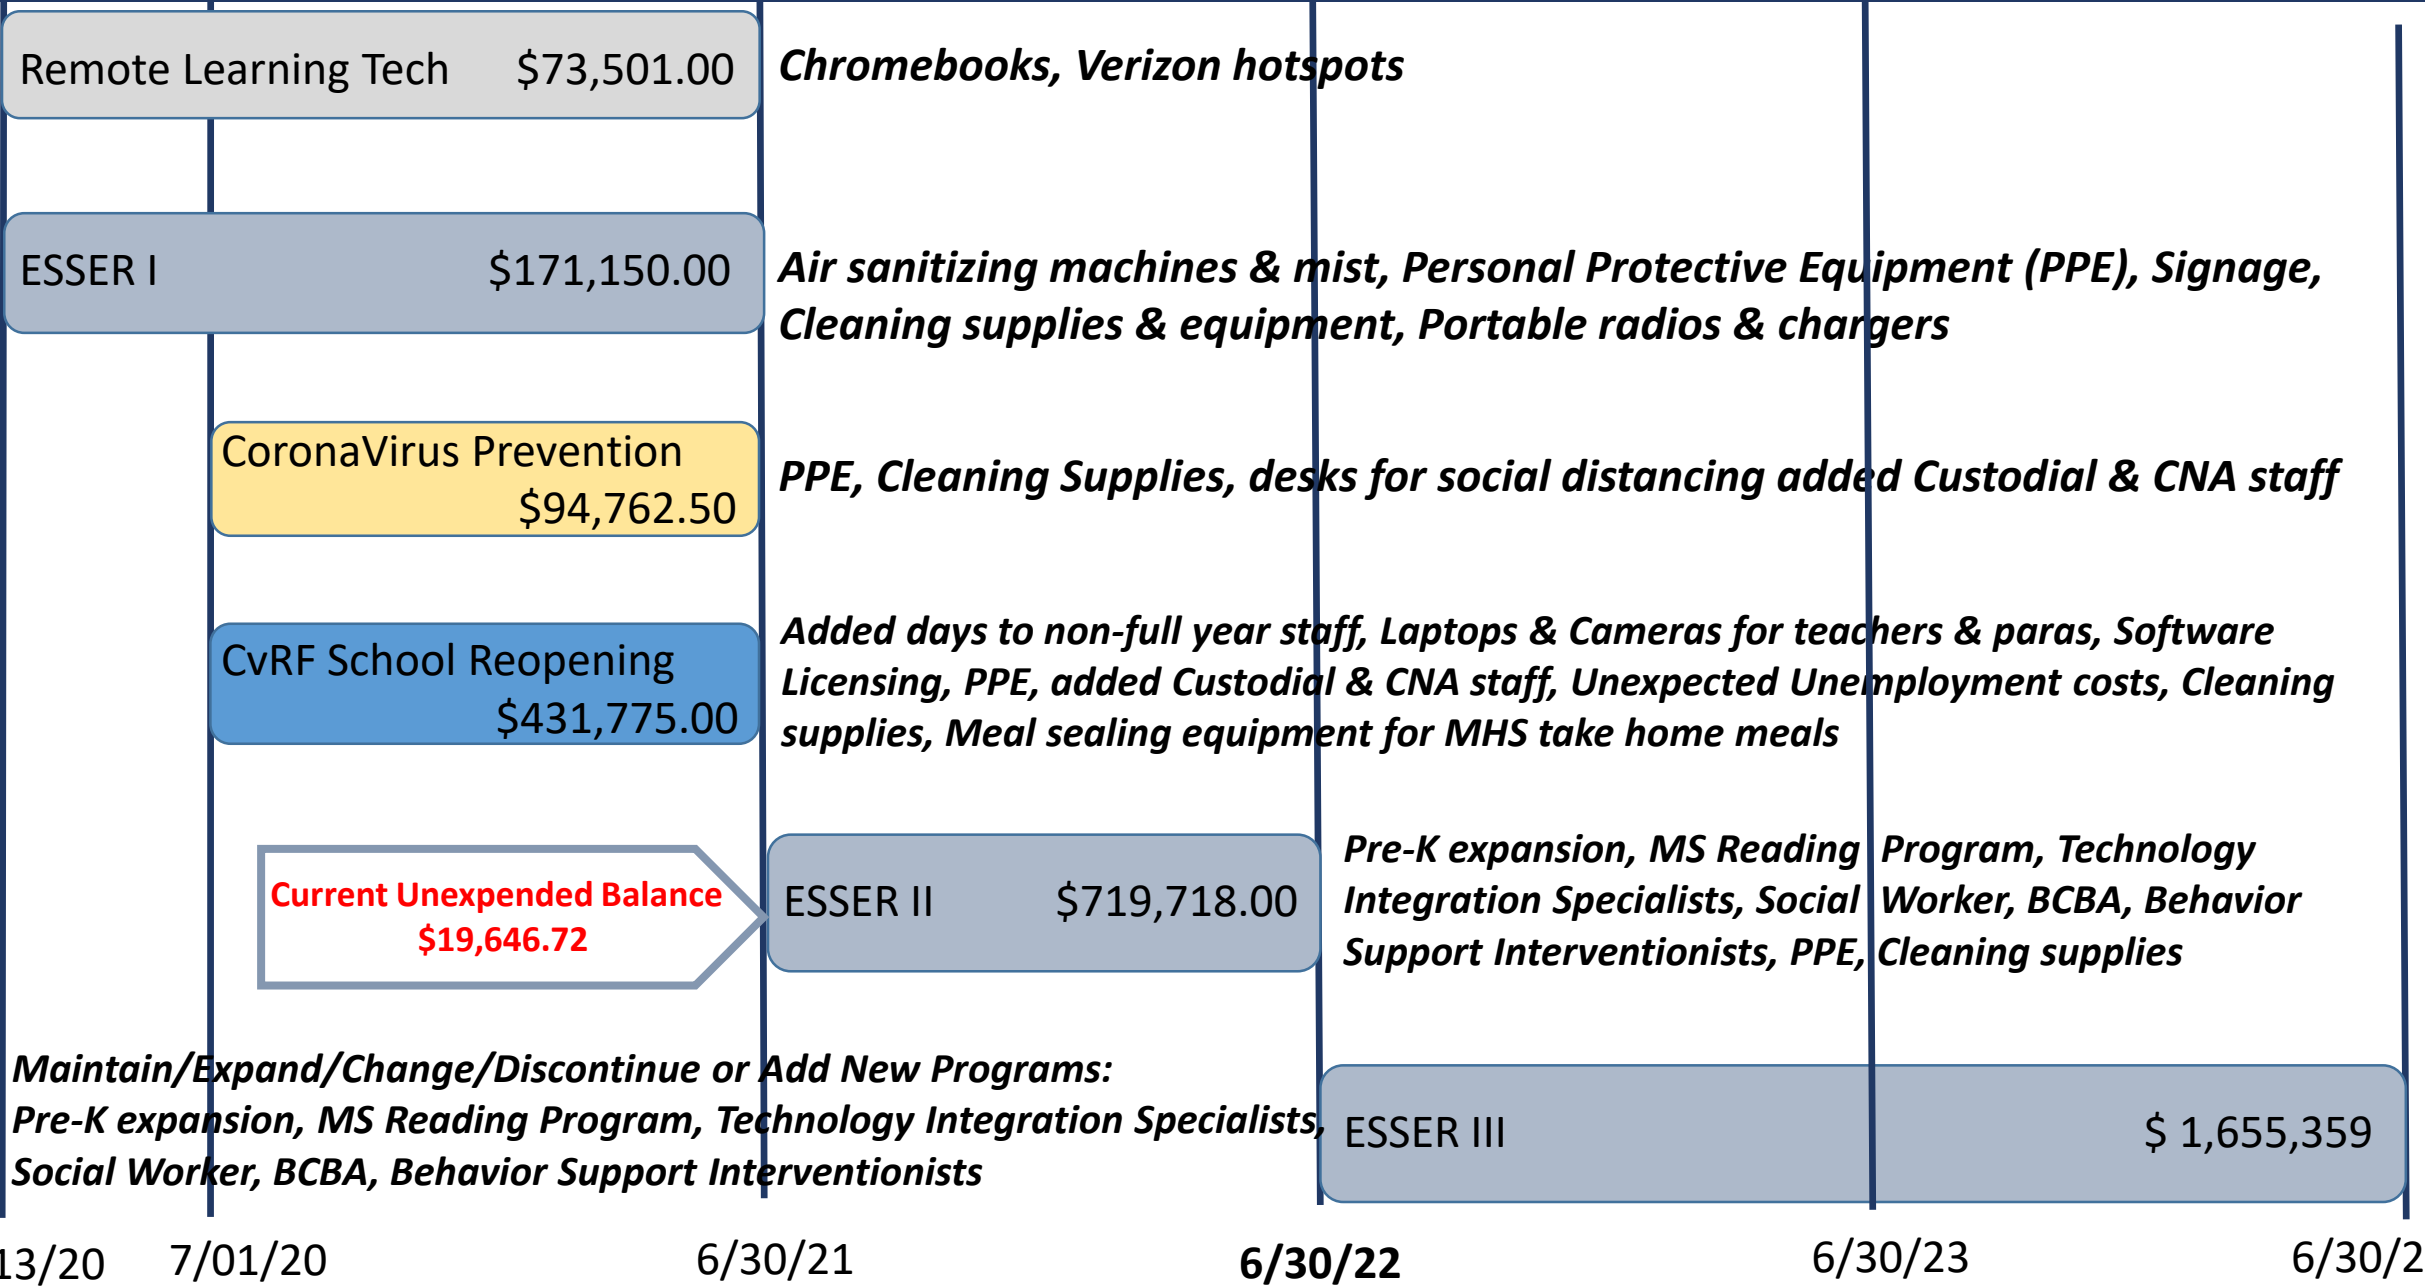 Remote Learning Tech $73,501.00
Chromebooks, Verizon hotspots
ESSER I $171,150.00
Air sanitizing machines & mist, Personal Protective Equipment (PPE), Signage,
Cleaning supplies & equipment, Portable radios & chargers
CoronaVirus Prevention
$94,762.50
PPE, Cleaning Supplies, desks for social distancing added Custodial & CNA staff
CvRF School Reopening
$431,775.00
Added days to non-full year staff, Laptops & Cameras for teachers & paras, Software
Licensing, PPE, added Custodial & CNA staff, Unexpected Unemployment costs, Cleaning
supplies, Meal sealing equipment for MHS take home meals
Current Unexpended Balance
$19,646.72
ESSER II $719,718.00
Pre-K expansion, MS Reading Program, Technology
Integration Specialists, Social Worker, BCBA, Behavior
Support Interventionists, PPE, Cleaning supplies
Maintain/Expand/Change/Discontinue or Add New Programs:
Pre-K expansion, MS Reading Program, Technology Integration Specialists,
Social Worker, BCBA, Behavior Support Interventionists
ESSER III $ 1,655,359
13/20 7/01/20 6/30/21 6/30/22 6/30/23 6/30/2